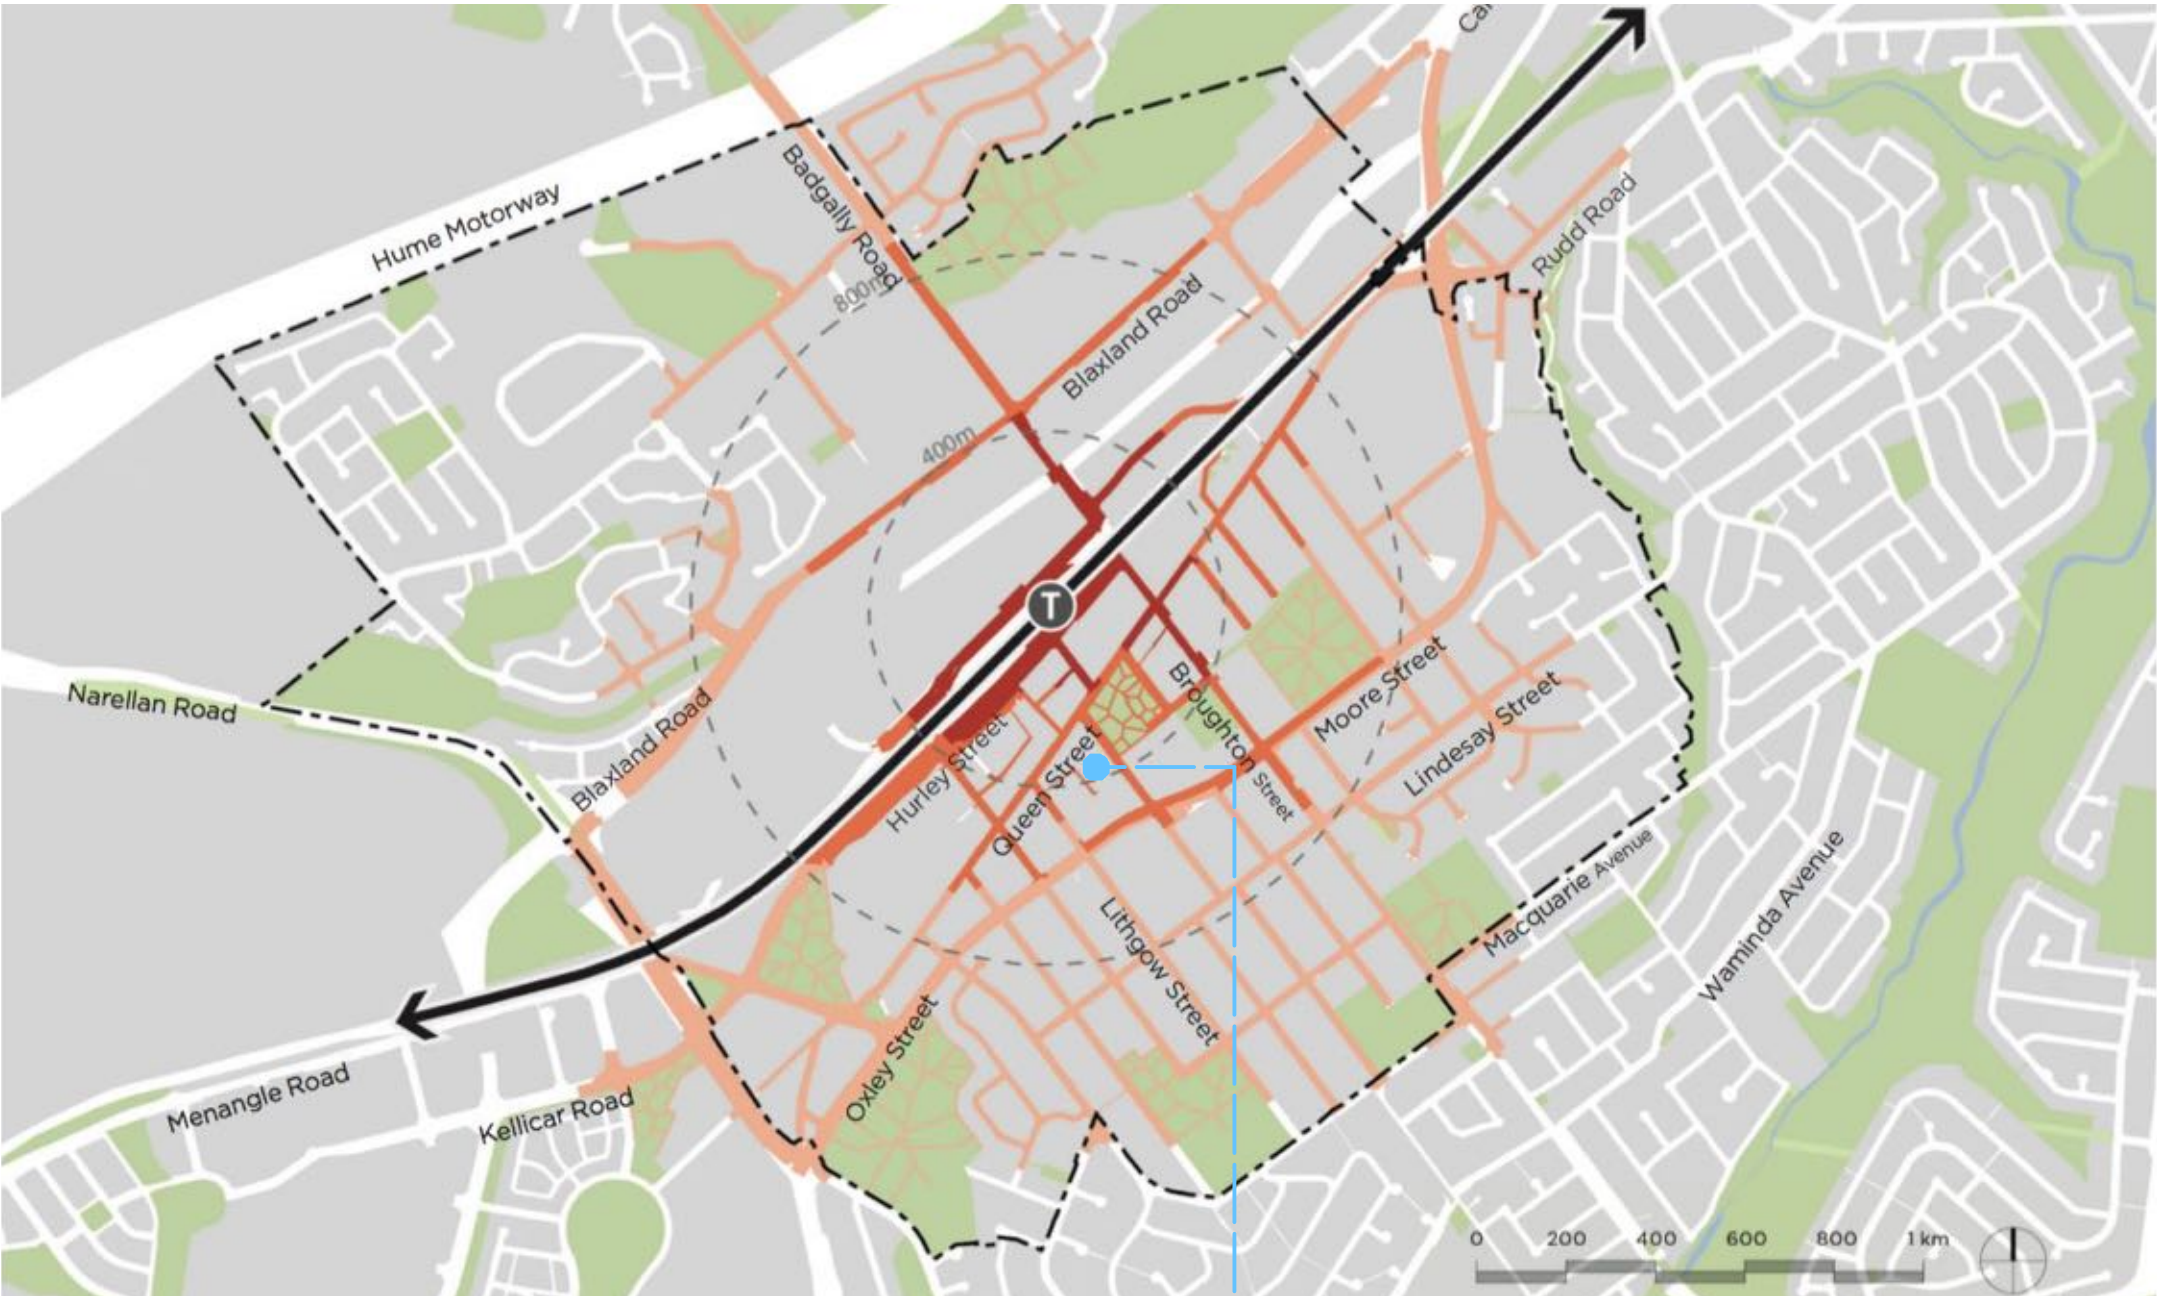 Hume Motorway
Badgally Road
800m
Rudd Road
Blaxland Road
400m
T
Narellan Road
Blaxland Road
Broughton Street
Moore Street
Lindesay Street
Hurley Street
Queen Street
Macquarie Avenue
Waminda Avenue
Lithgow Street
Oxley Street
Menangle Road
Kellicar Road
0 200 400 600 800 1 km